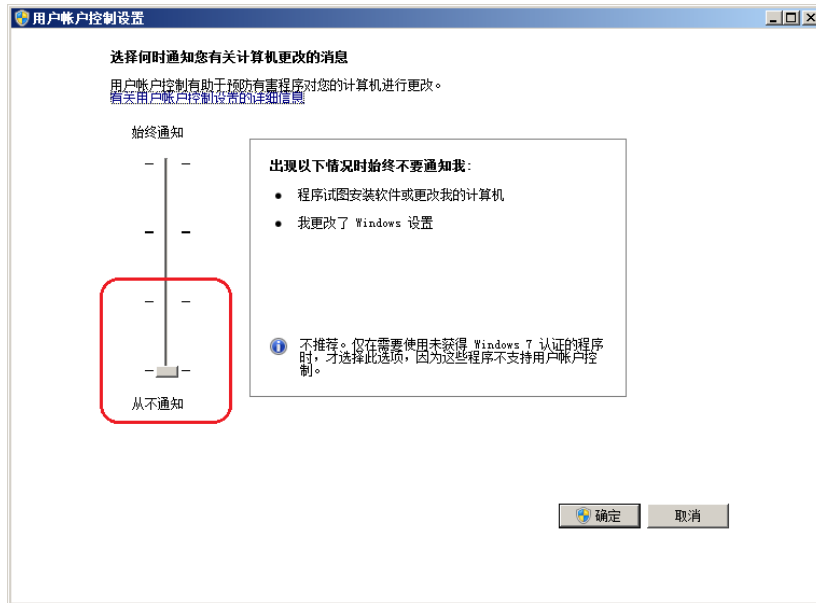 用户帐户控制设置
选择何时通知您有关计算机更改的消息
用户帐户控制有助于预防有害程序对您的计算机进行更改。
有关用户帐户控制设置的详细信息
始终通知
出现以下情况时始终不要通知我:
程序试图安装软件或更改我的计算机
我更改了 Windows 设置
不推荐。仅在需要使用未获得 Windows 7 认证的程序
时，才选择此选项，因为这些程序不支持用户帐户控
制。
从不通知
确定
取消